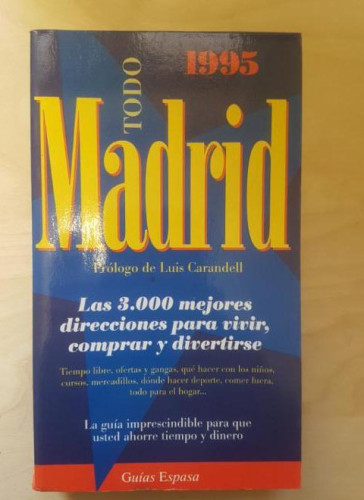 1995
TODO
Madrid
Prólogo de Luis Carandell
Las 3.000 mejores
direcciones para vivir,
comprar y divertirse
Tiempo libre, ofertas y gangas, qué hacer con los niños,
cursos, mercadillos, dónde hacer deporte, comer fuera,
todo para el hogar...
La guía imprescindible para que
usted ahorre tiempo y dinero
Guías Espasa